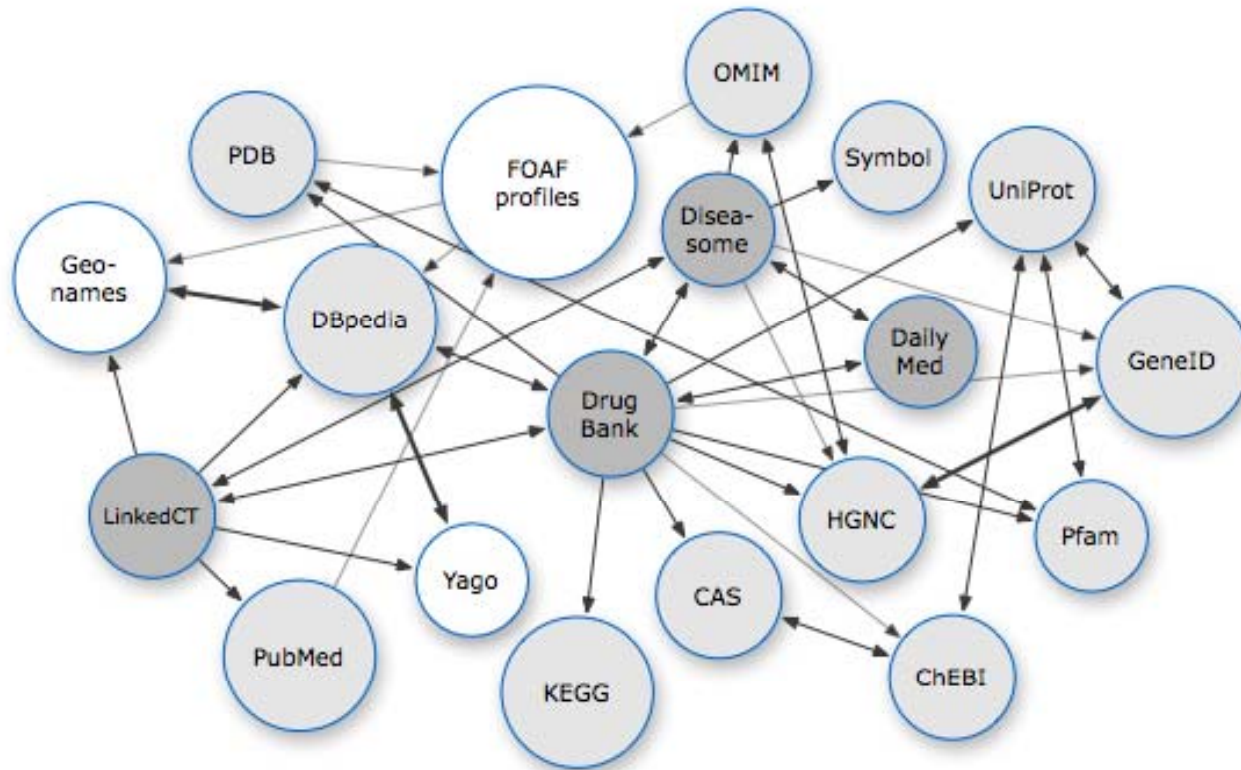 OMIM
PDB
Symbol
FOAF
profiles
UniProt
Disea-
some
Geo-
names
DBpedia
Daily
Med
GeneID
Drug
Bank
LinkedCT
HGNC
Pfam
Yago
CAS
PubMed
KEGG
ChEBI